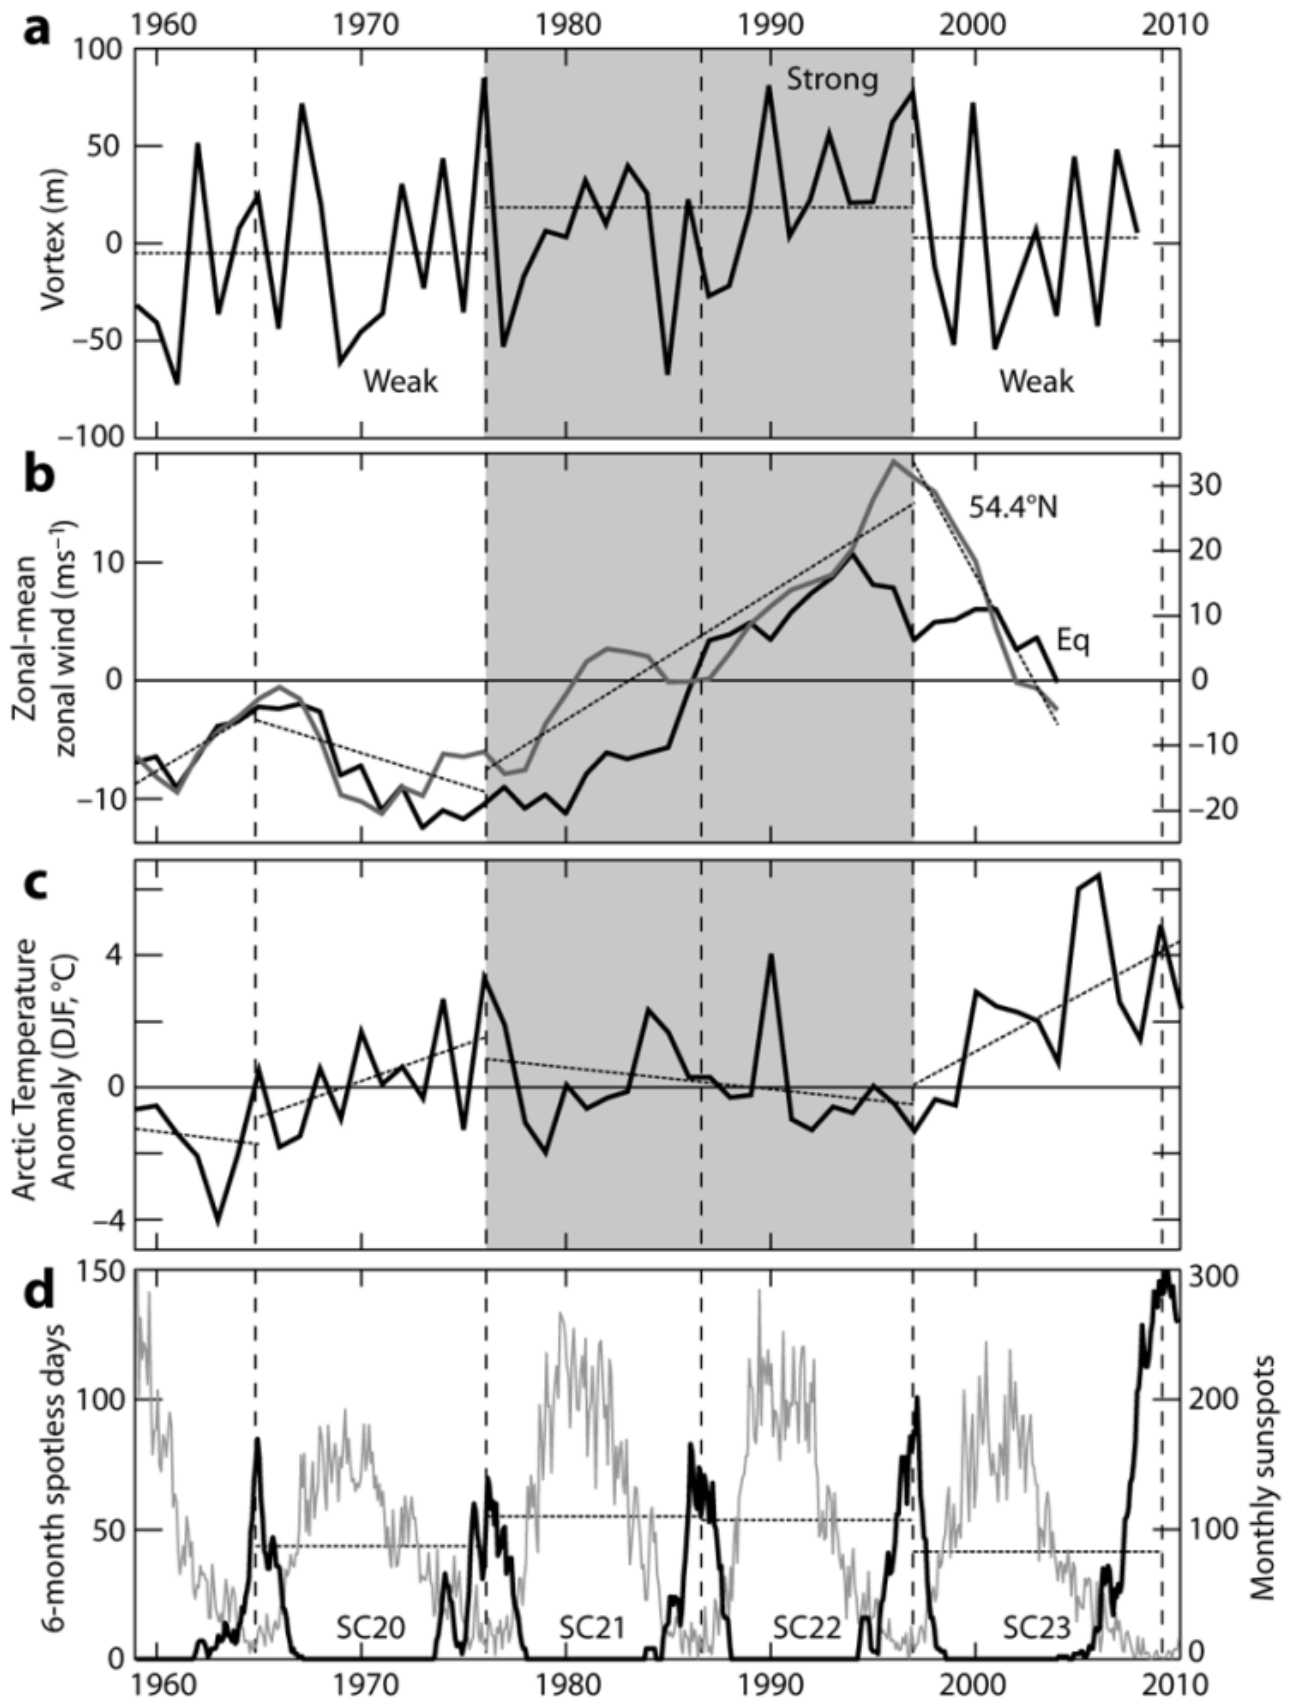 a
1960 1970 1980 1990 2000 2010
100
50
0
−50
−100
Vortex (m)
Strong
Weak
Weak
b
10
0
−10
Zonal-mean
zonal wind (ms⁻¹)
30
20
10
0
−10
−20
54.4°N
Eq
c
4
0
−4
Arctic Temperature
Anomaly (DJF, °C)
d
150
100
50
0
6-month spotless days
300
200
100
0
Monthly sunspots
SC20 SC21 SC22 SC23
1960 1970 1980 1990 2000 2010